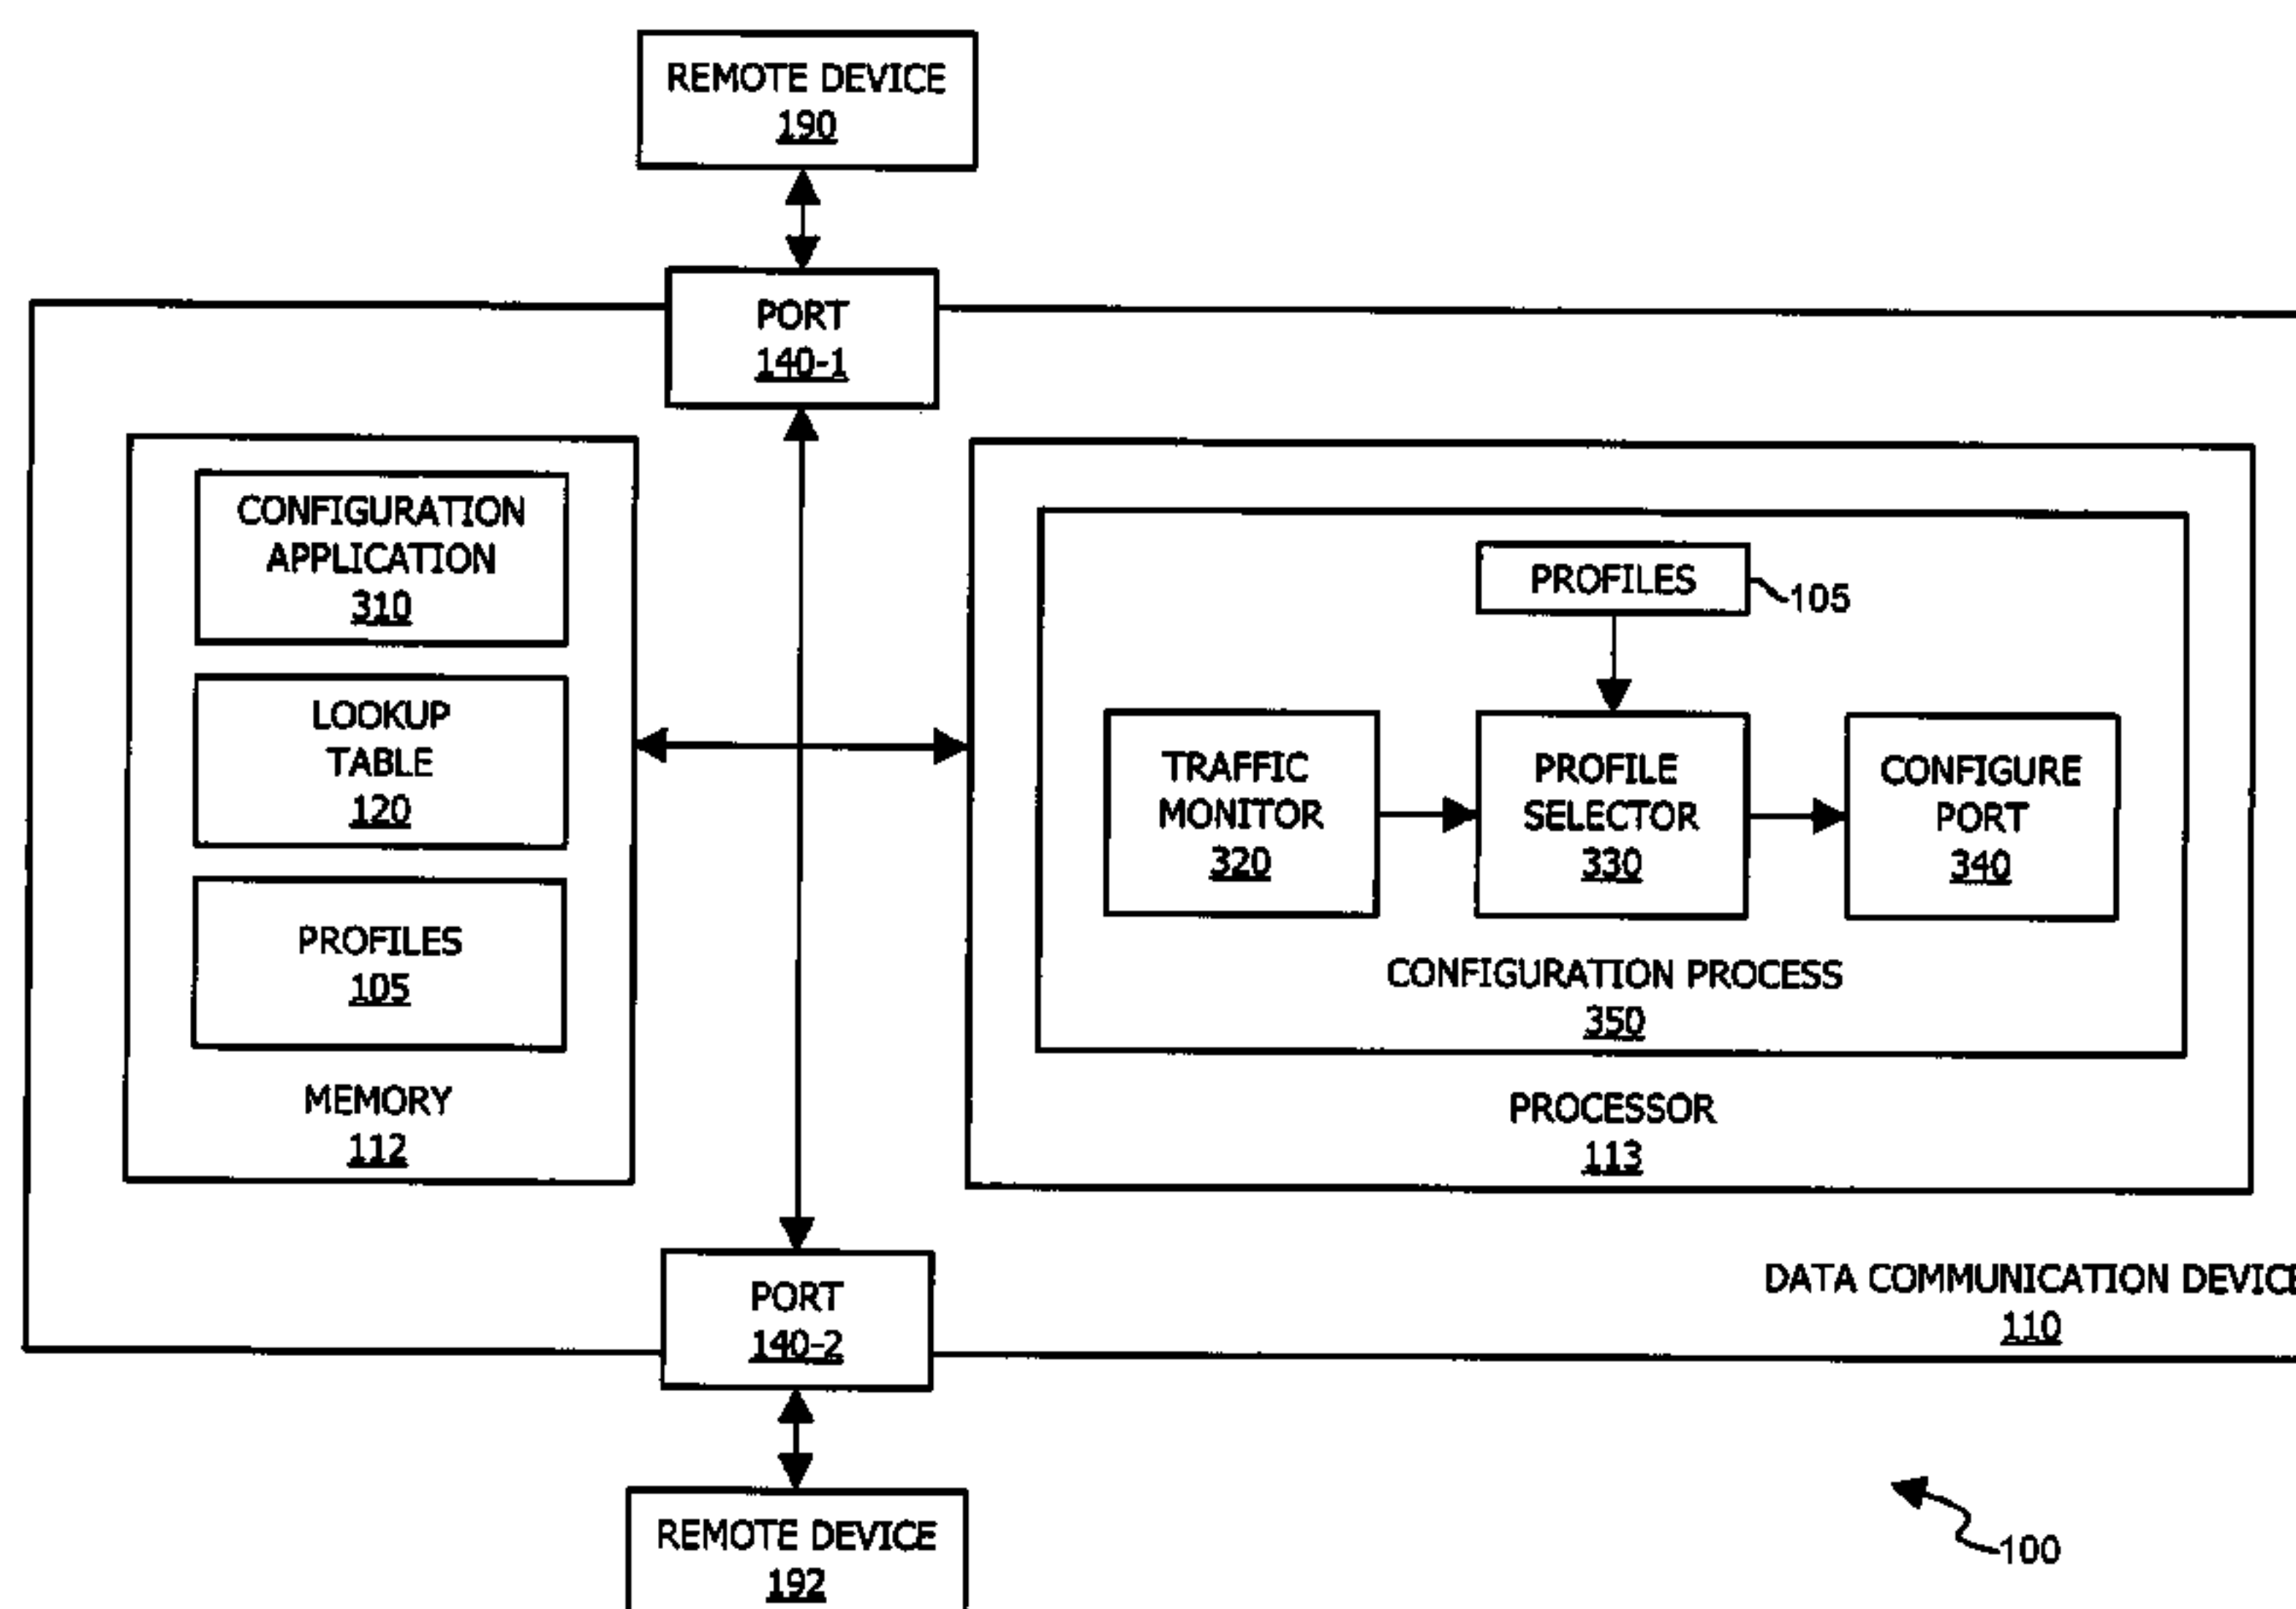 REMOTE DEVICE
190
PORT
140-1
CONFIGURATION
APPLICATION
310
LOOKUP
TABLE
120
PROFILES
105
MEMORY
112
PROFILES
105
TRAFFIC
MONITOR
320
PROFILE
SELECTOR
330
CONFIGURE
PORT
340
CONFIGURATION PROCESS
350
PROCESSOR
113
PORT
140-2
DATA COMMUNICATION DEVICE
110
REMOTE DEVICE
192
100